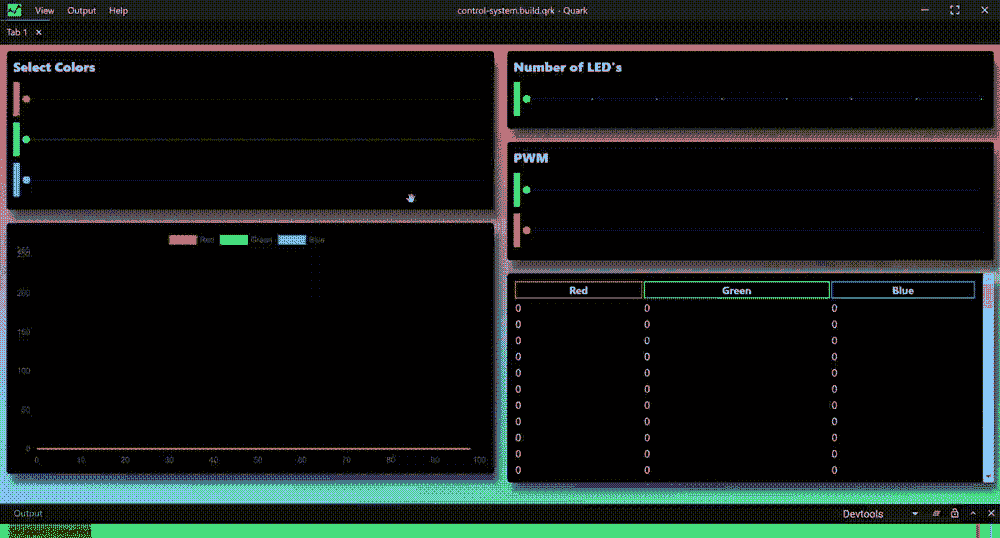 View Output Help control-system.build.qrk - Quark
Tab 1
Select Colors
Number of LED's
PWM
Red Green Blue
250
200
150
100
50
0
0 10 20 30 40 50 60 70 80 90 100
Red Green Blue
0 0 0
0 0 0
0 0 0
0 0 0
0 0 0
0 0 0
0 0 0
0 0 0
0 0 0
0 0 0
0 0 0
Output Devtools